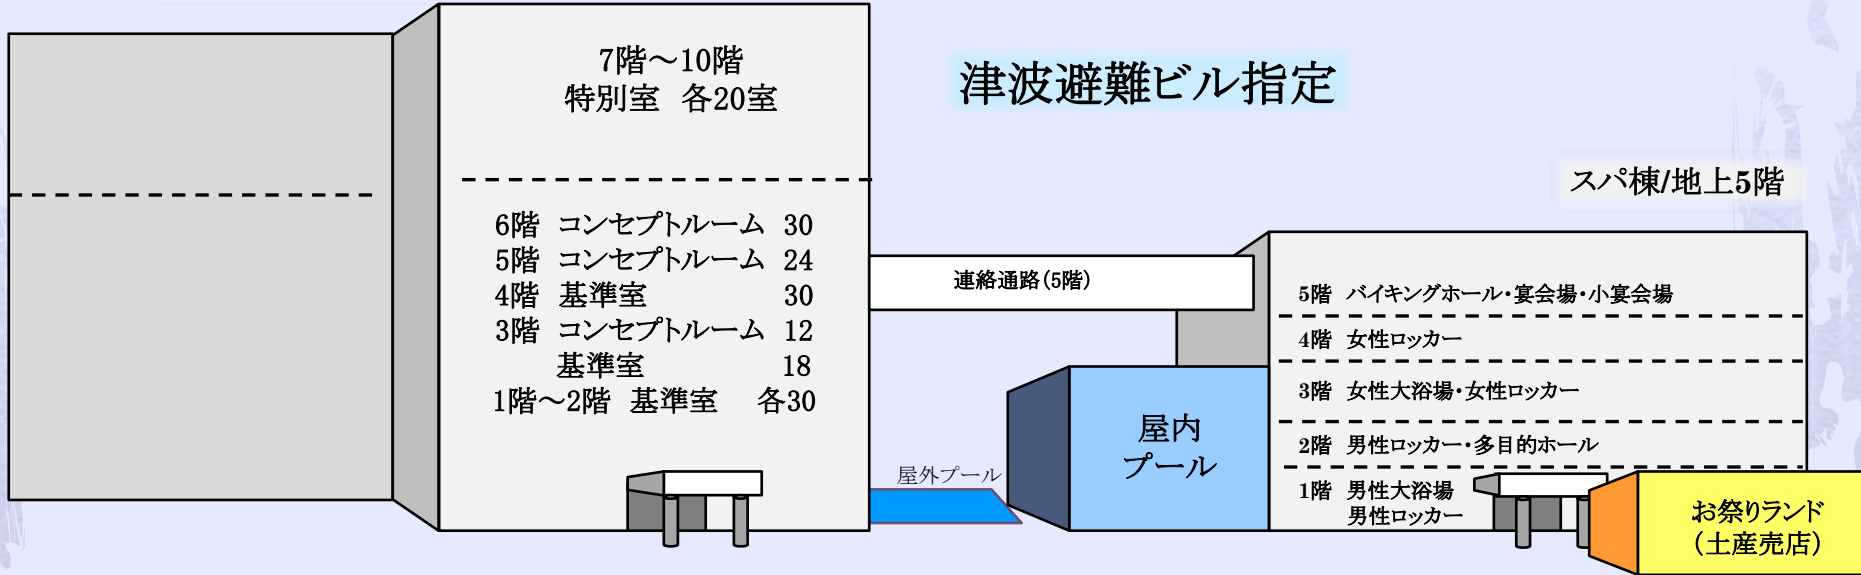 7階～10階
特別室 各20室
津波避難ビル指定
スパ棟/地上5階
6階 コンセプトルーム 30
5階 コンセプトルーム 24
4階 基準室 30
3階 コンセプトルーム 12
基準室 18
1階～2階 基準室 各30
連絡通路(5階)
5階 バイキングホール・宴会場・小宴会場
4階 女性ロッカー
3階 女性大浴場・女性ロッカー
2階 男性ロッカー・多目的ホール
1階 男性大浴場
男性ロッカー
屋内
プール
屋外プール
お祭りランド
(土産売店)